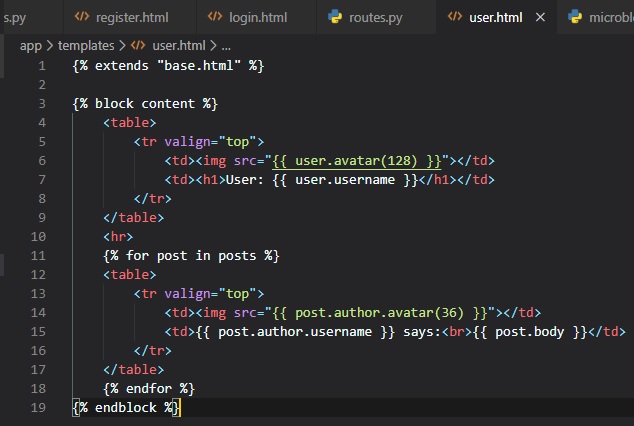 s.py register.html login.html routes.py user.html microbl
app > templates > user.html > ...
1 {% extends "base.html" %}
2
3 {% block content %}
4 <table>
5 <tr valign="top">
6 <td><img src="{{ user.avatar(128) }}"></td>
7 <td><h1>User: {{ user.username }}</h1></td>
8 </tr>
9 </table>
10 <hr>
11 {% for post in posts %}
12 <table>
13 <tr valign="top">
14 <td><img src="{{ post.author.avatar(36) }}"></td>
15 <td>{{ post.author.username }} says:<br>{{ post.body }}</td>
16 </tr>
17 </table>
18 {% endfor %}
19 {% endblock %}